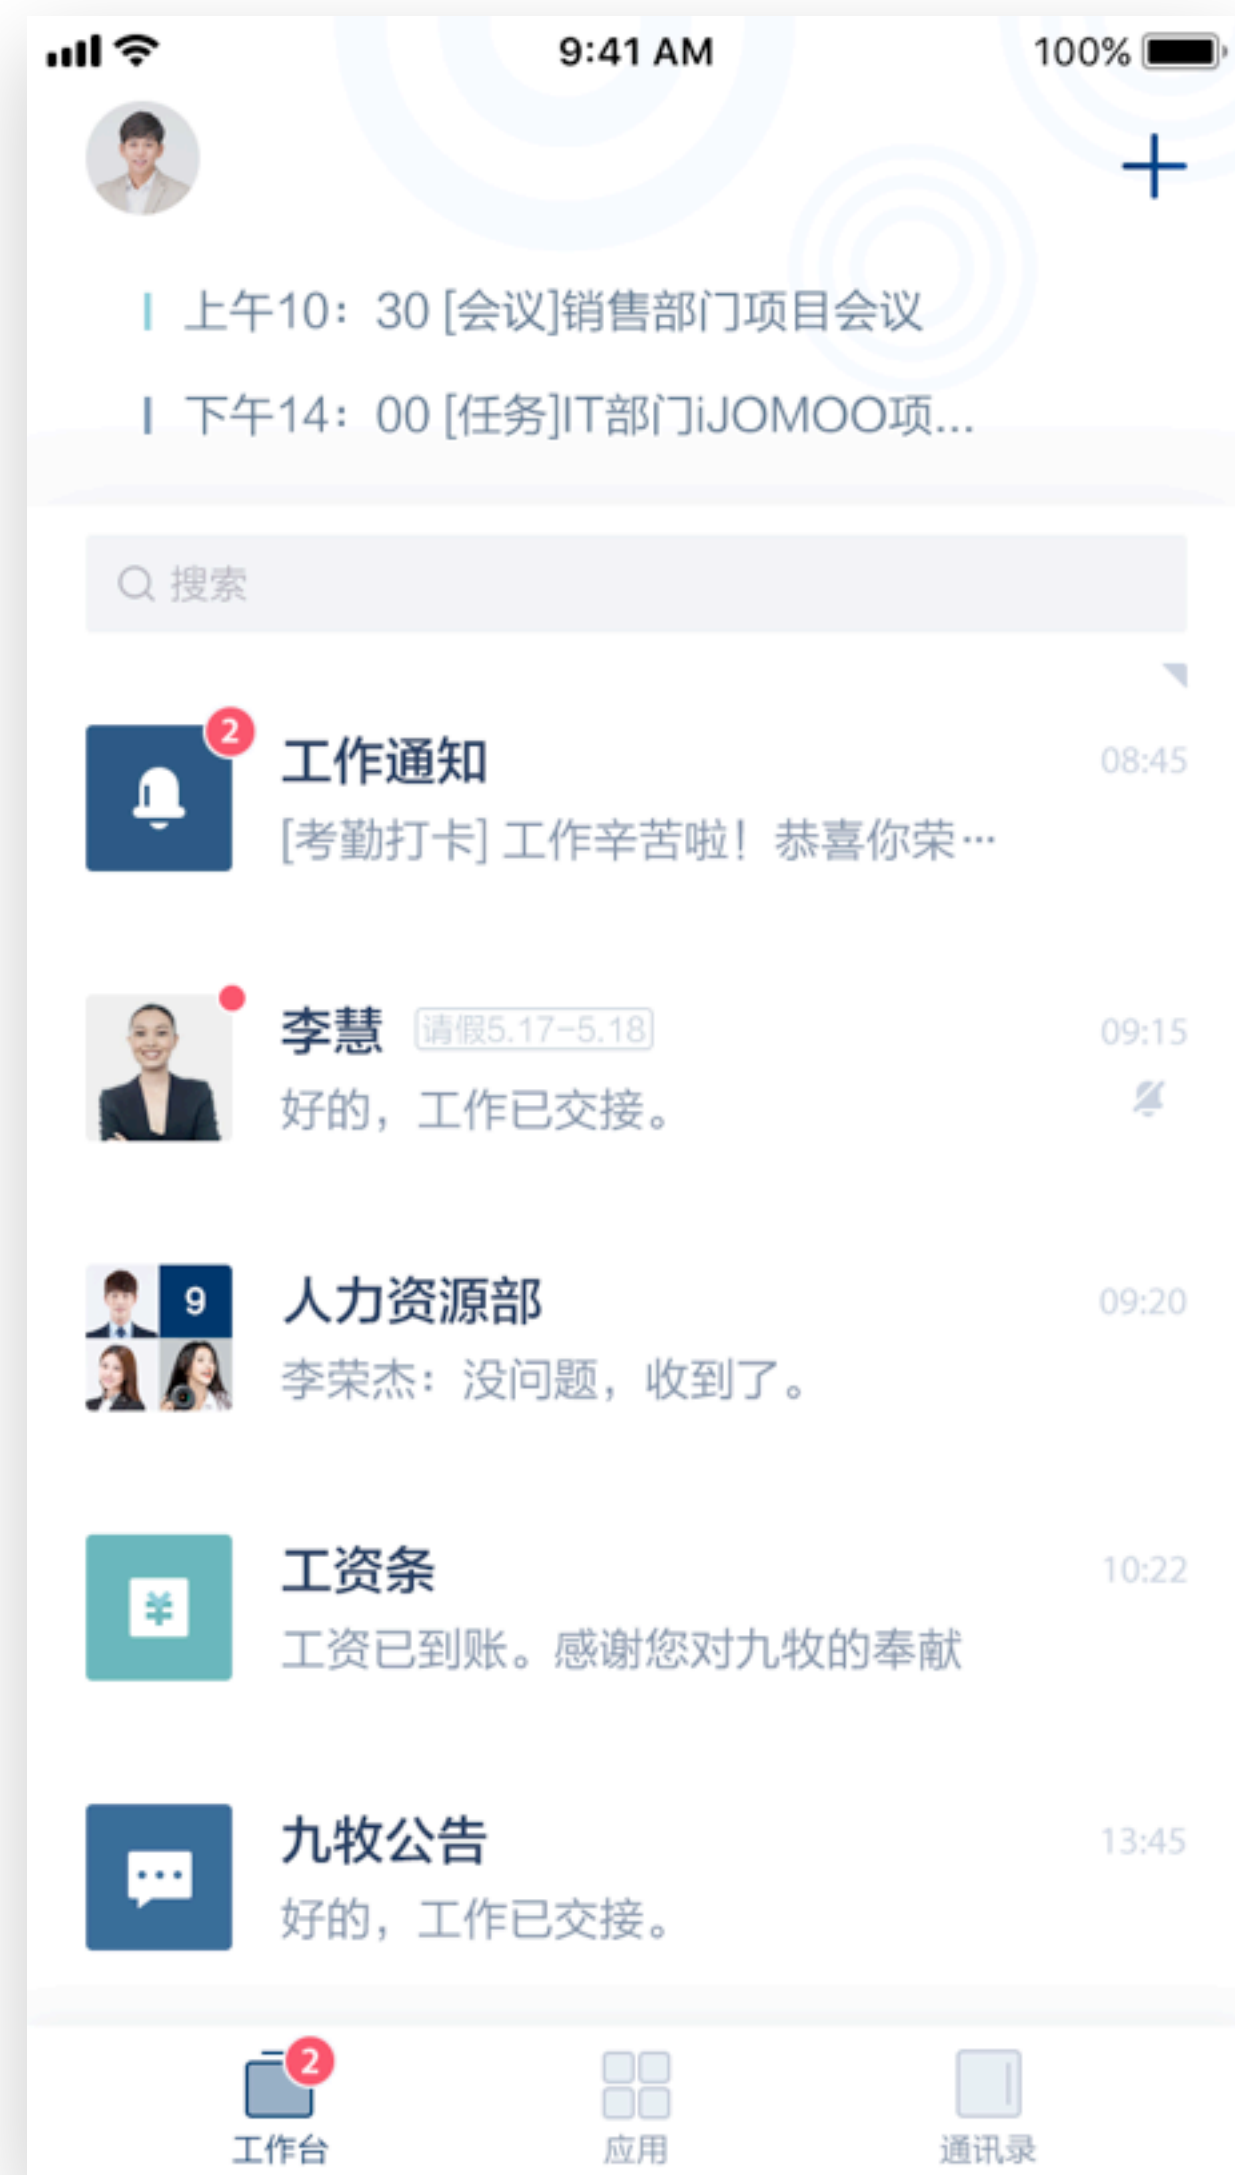 9:41 AM
100%
上午10：30 [会议]销售部门项目会议
下午14：00 [任务]IT部门iJOMOO项...
搜索
2
工作通知
08:45
[考勤打卡] 工作辛苦啦！恭喜你荣…
李慧
请假5.17-5.18
09:15
好的，工作已交接。
9
人力资源部
09:20
李荣杰：没问题，收到了。
¥
工资条
10:22
工资已到账。感谢您对九牧的奉献
九牧公告
13:45
好的，工作已交接。
2
工作台
应用
通讯录